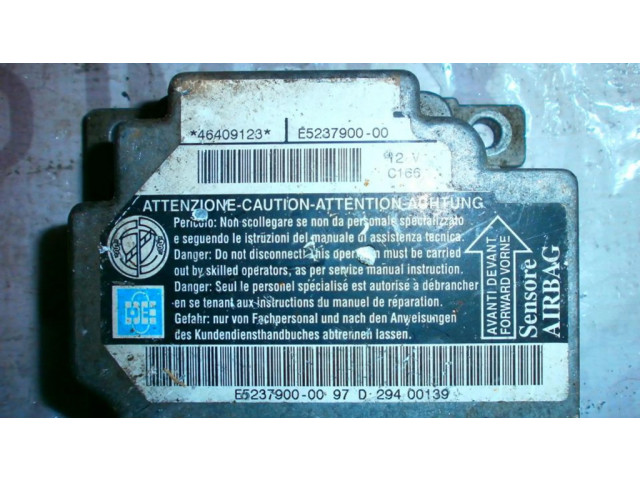 *46409123* E5237900-00
12 V
C166
ATTENZIONE-CAUTION-ATTENTION-ACHTUNG
Pericolo: Non scollegare se non da personale specializzato
e seguendo le istruzioni del manuale di assistenza tecnica.
Danger: Do not disconnect! This operation must be carried
out by skilled operators, as per service manual instruction.
Danger: Seul le personel spécialisé est autorisé à débrancher
en se tenant aux instructions du manuel de réparation.
Gefahr: nur von Fachpersonal und nach den Anweisungen
des Kundendiensthandbuches abtrennen lassen.
AVANTI DEVANT
FORWARD VORNE
Sensore
AIRBAG
E5237900-00 97 D 294 00139